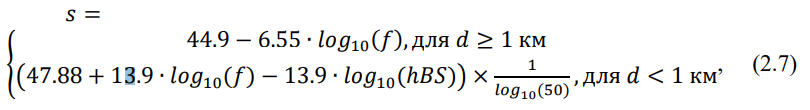 s =
44.9 − 6.55 ∙ log₁₀(f), для d ≥ 1 км
(47.88 + 13.9 ∙ log₁₀(f) − 13.9 ∙ log₁₀(hBS)) × 1/log₁₀(50), для d < 1 км, (2.7)